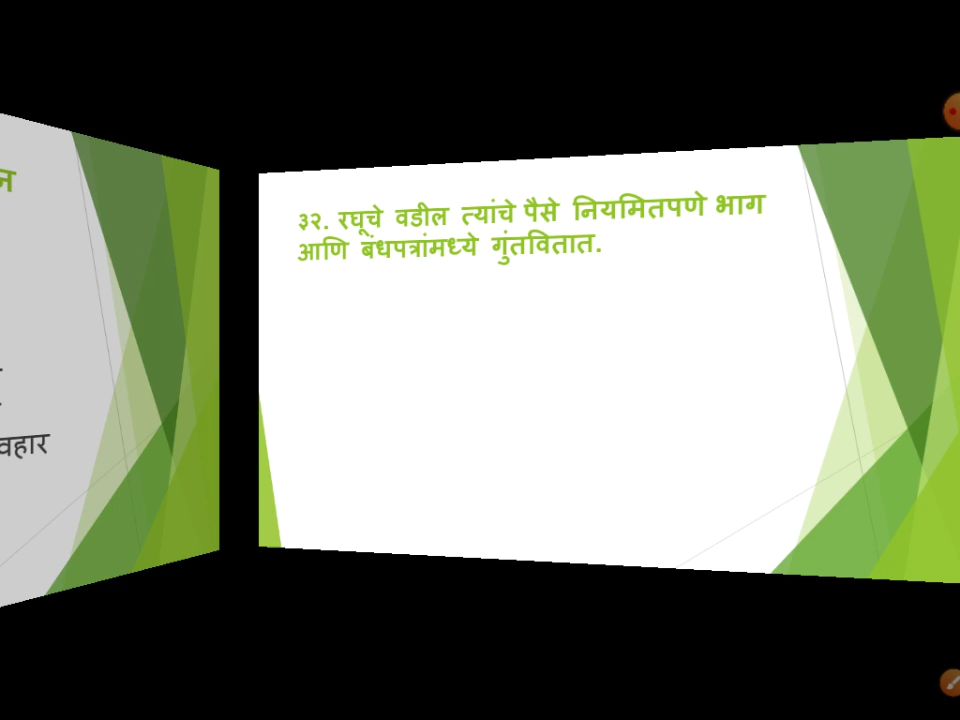 न
वहार
३२. रघूचे वडील त्यांचे पैसे नियमितपणे भाग
आणि बंधपत्रांमध्ये गुंतवितात.